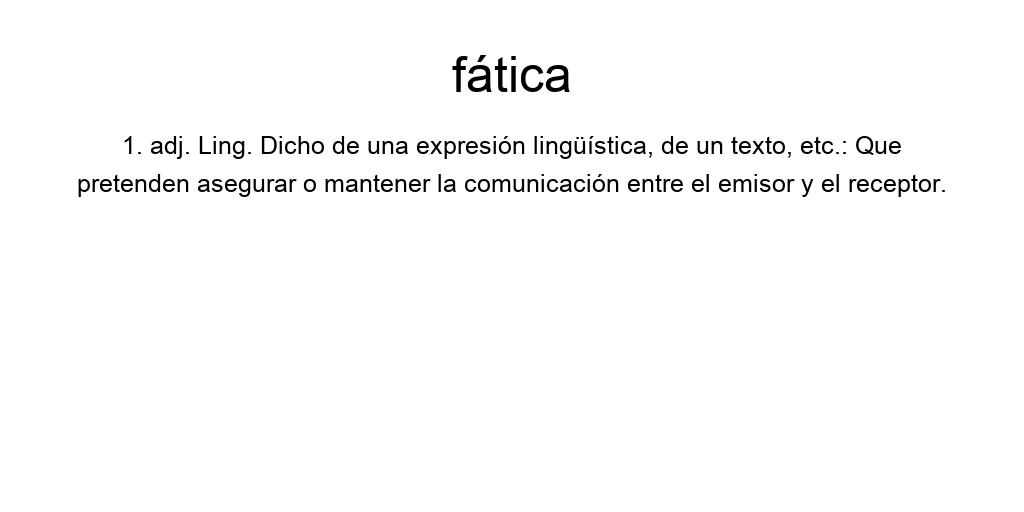 fática
1. adj. Ling. Dicho de una expresión lingüística, de un texto, etc.: Que
pretenden asegurar o mantener la comunicación entre el emisor y el receptor.